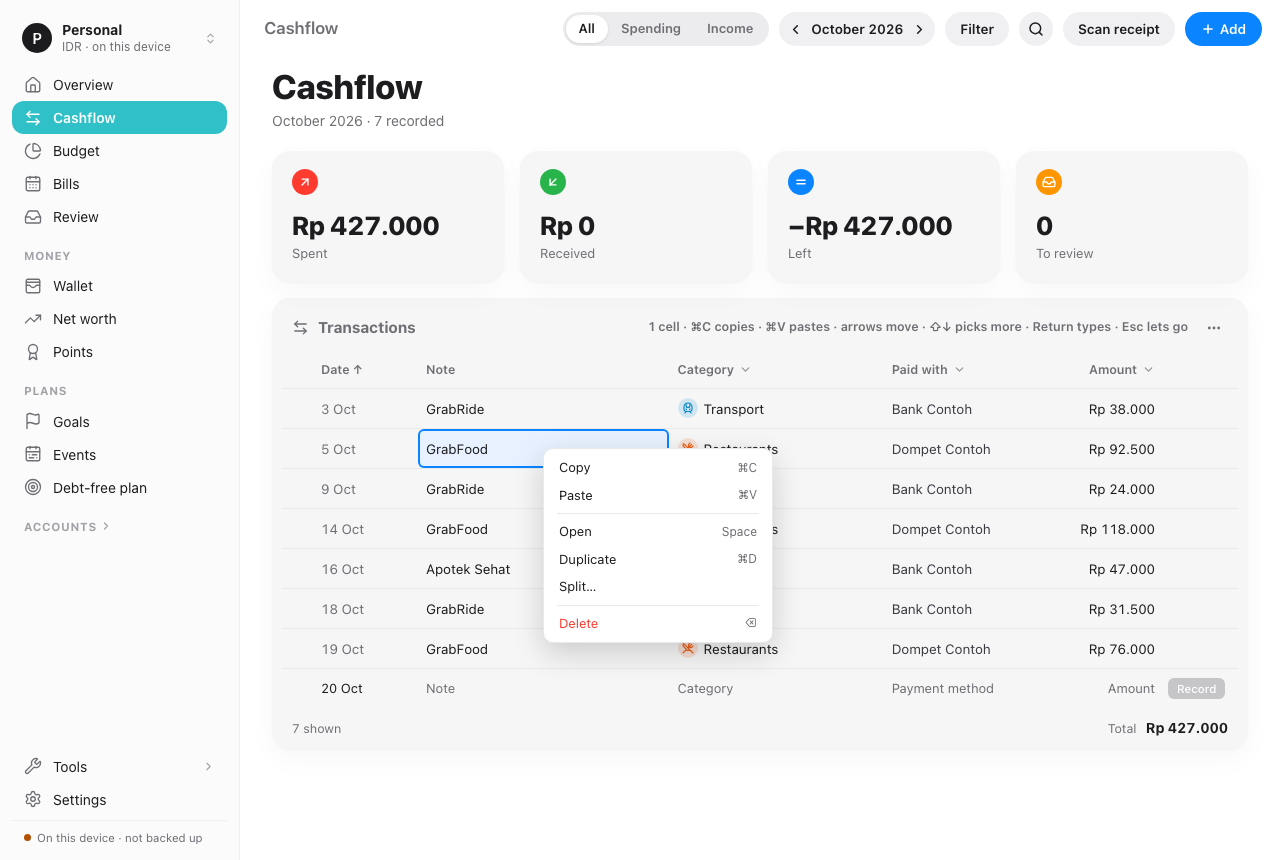 P
Personal
IDR · on this device
Overview
Cashflow
Budget
Bills
Review
MONEY
Wallet
Net worth
Points
PLANS
Goals
Events
Debt-free plan
ACCOUNTS
Tools
Settings
On this device · not backed up
Cashflow
All Spending Income
October 2026
Filter
Scan receipt
+ Add
Cashflow
October 2026 · 7 recorded
Rp 427.000
Spent
Rp 0
Received
−Rp 427.000
Left
0
To review
Transactions
1 cell · ⌘C copies · ⌘V pastes · arrows move · ⇧↓ picks more · Return types · Esc lets go
Date ↑ Note Category Paid with Amount
3 Oct GrabRide Transport Bank Contoh Rp 38.000
5 Oct GrabFood Dompet Contoh Rp 92.500
9 Oct GrabRide Bank Contoh Rp 24.000
14 Oct GrabFood Dompet Contoh Rp 118.000
16 Oct Apotek Sehat Bank Contoh Rp 47.000
18 Oct GrabRide Bank Contoh Rp 31.500
19 Oct GrabFood Restaurants Dompet Contoh Rp 76.000
20 Oct Note Category Payment method Amount Record
7 shown Total Rp 427.000
Copy ⌘C
Paste ⌘V
Open Space
Duplicate ⌘D
Split…
Delete ⌫